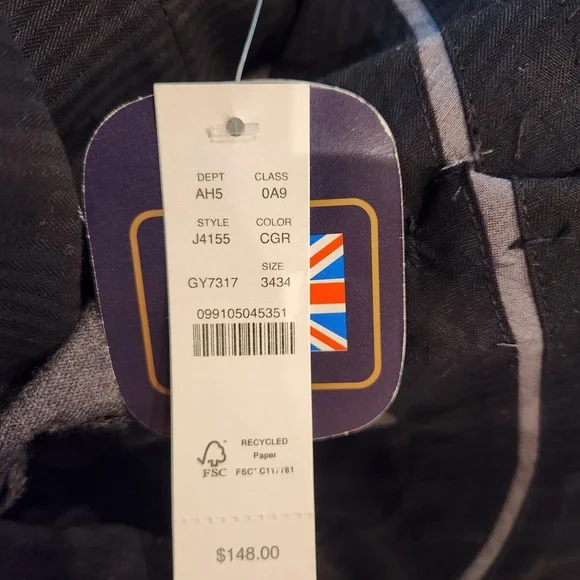 DEPT CLASS
AH5 0A9
STYLE COLOR
J4155 CGR
SIZE
GY7317 3434
099105045351
RECYCLED
Paper
FSC FSC® C117781
$148.00